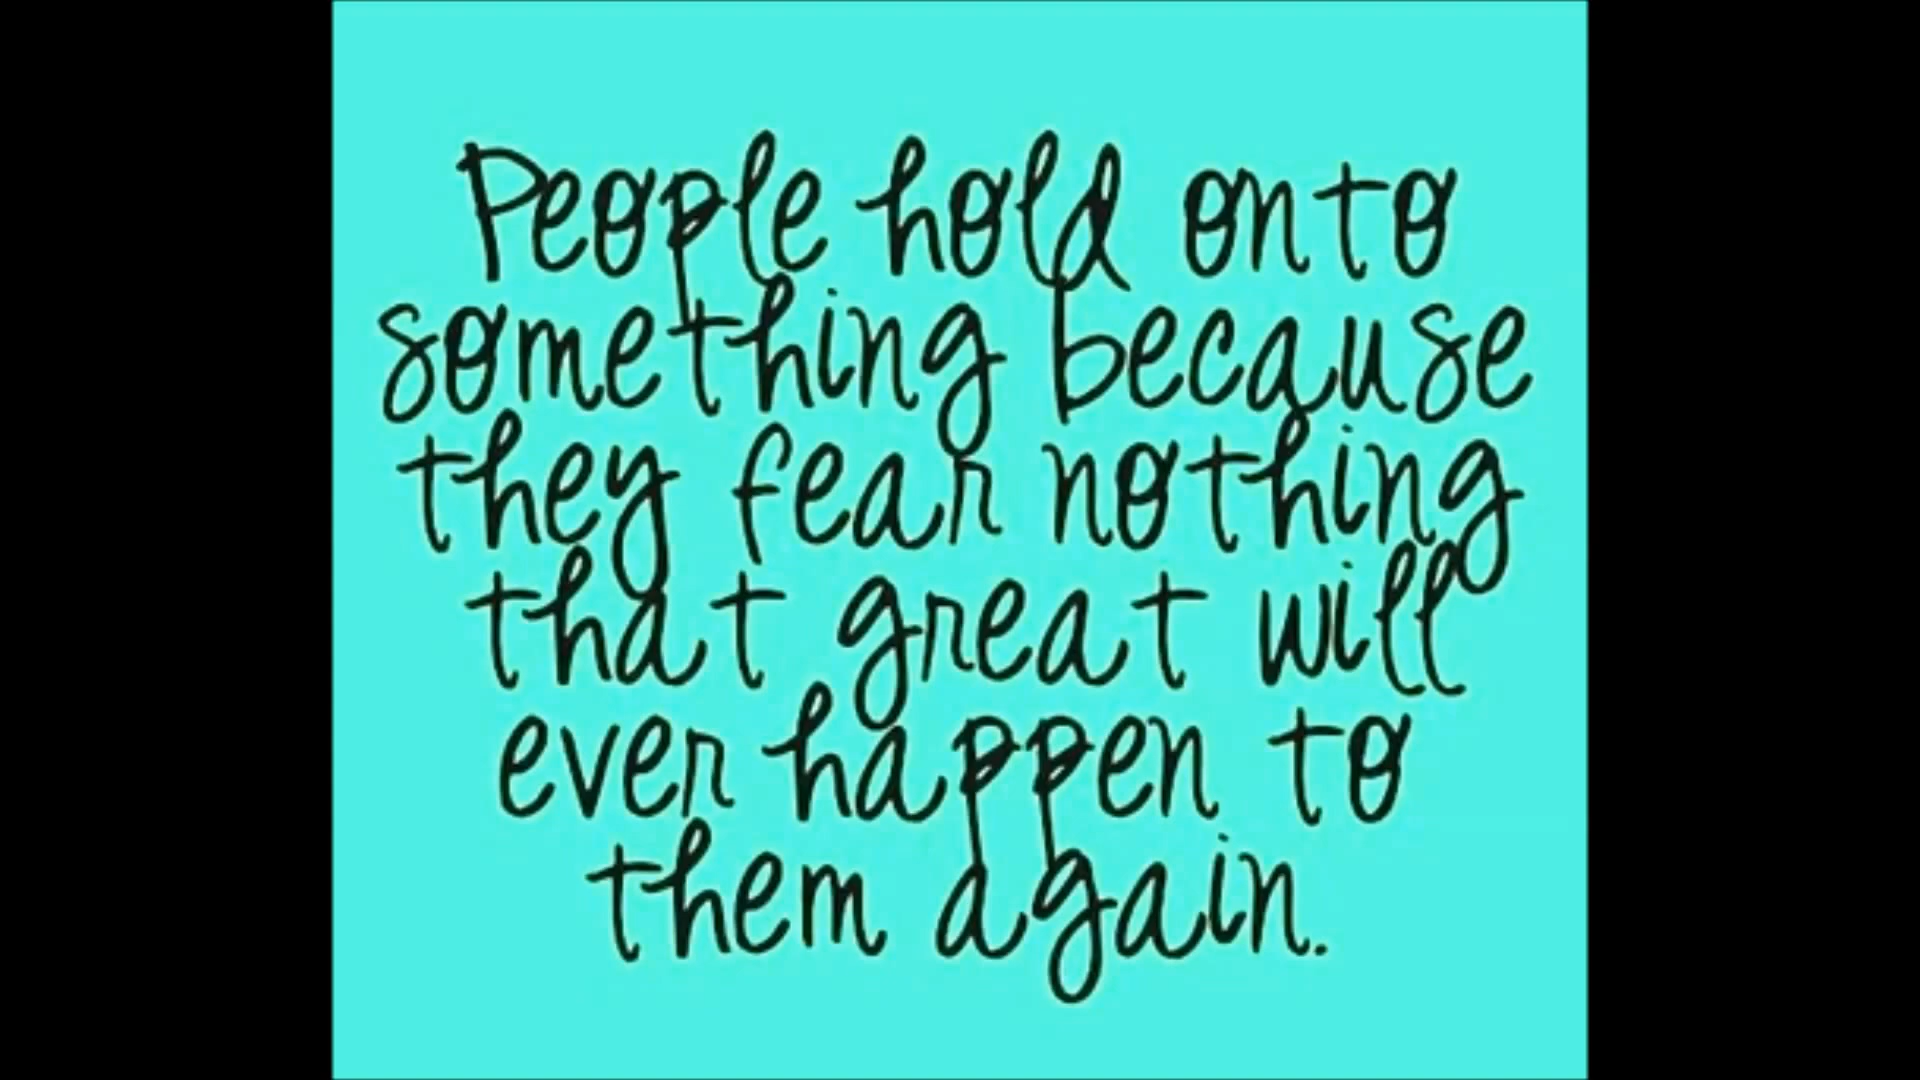 People hold onto
something because
they fear nothing
that great will
ever happen to
them again.